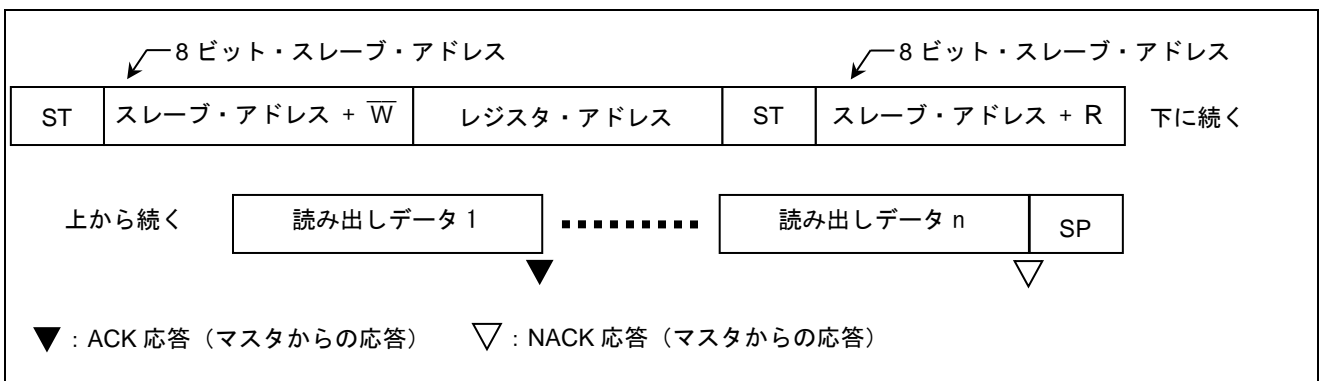 8 ビット・スレーブ・アドレス 8 ビット・スレーブ・アドレス
ST スレーブ・アドレス + W̅ レジスタ・アドレス ST スレーブ・アドレス + R 下に続く
上から続く 読み出しデータ 1 ▪▪▪▪▪▪▪▪▪ 読み出しデータ n SP
▼：ACK 応答（マスタからの応答） ▽：NACK 応答（マスタからの応答）